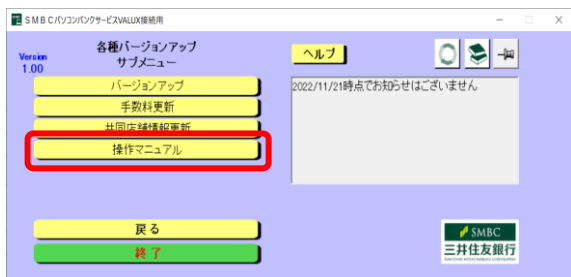 SMBCパソコンバンクサービスVALUX接続用
Version
1.00
各種バージョンアップ
サブメニュー
ヘルプ
バージョンアップ
手数料更新
共同店舗情報更新
操作マニュアル
2022/11/21時点でお知らせはございません
戻る
終了
SMBC
三井住友銀行